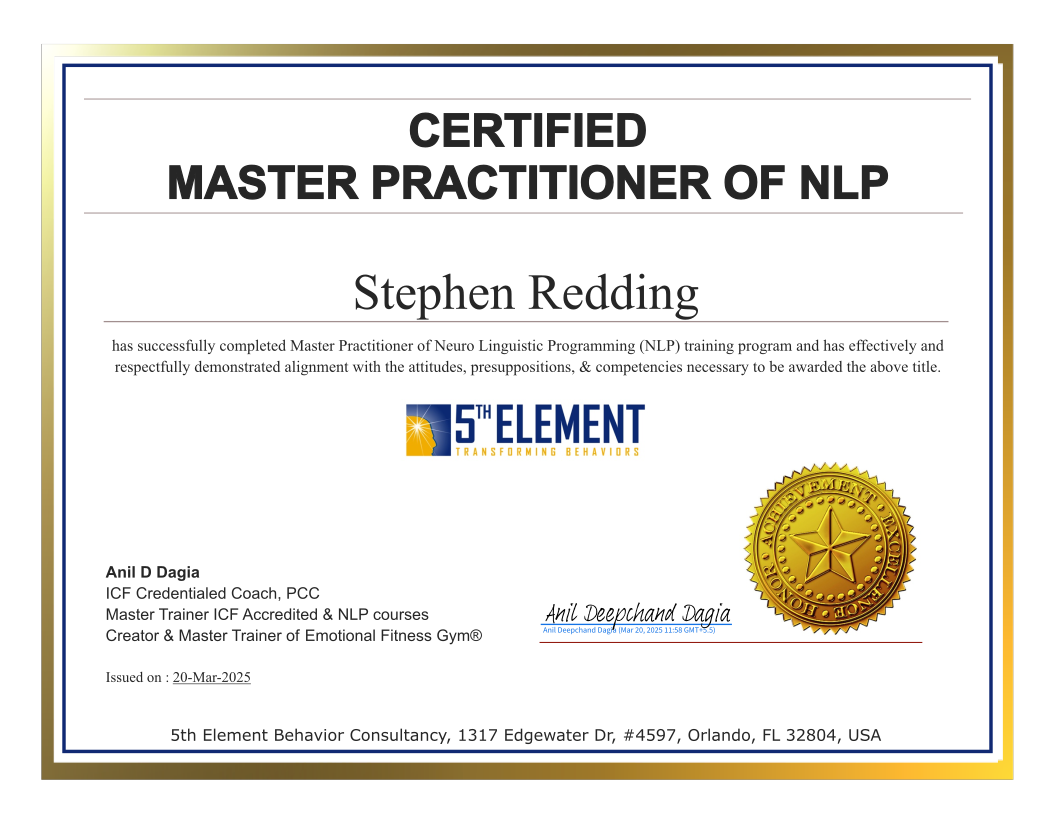 CERTIFIED
MASTER PRACTITIONER OF NLP
Stephen Redding
has successfully completed Master Practitioner of Neuro Linguistic Programming (NLP) training program and has effectively and
respectfully demonstrated alignment with the attitudes, presuppositions, & competencies necessary to be awarded the above title.
5TH ELEMENT
TRANSFORMING BEHAVIORS
ACHIEVEMENT • EXCELLENCE • HONOR •
Anil D Dagia
ICF Credentialed Coach, PCC
Master Trainer ICF Accredited & NLP courses
Creator & Master Trainer of Emotional Fitness Gym®
Anil Deepchand Dagia
Anil Deepchand Dagia (Mar 20, 2025 11:58 GMT+5.5)
Issued on : 20-Mar-2025
5th Element Behavior Consultancy, 1317 Edgewater Dr, #4597, Orlando, FL 32804, USA